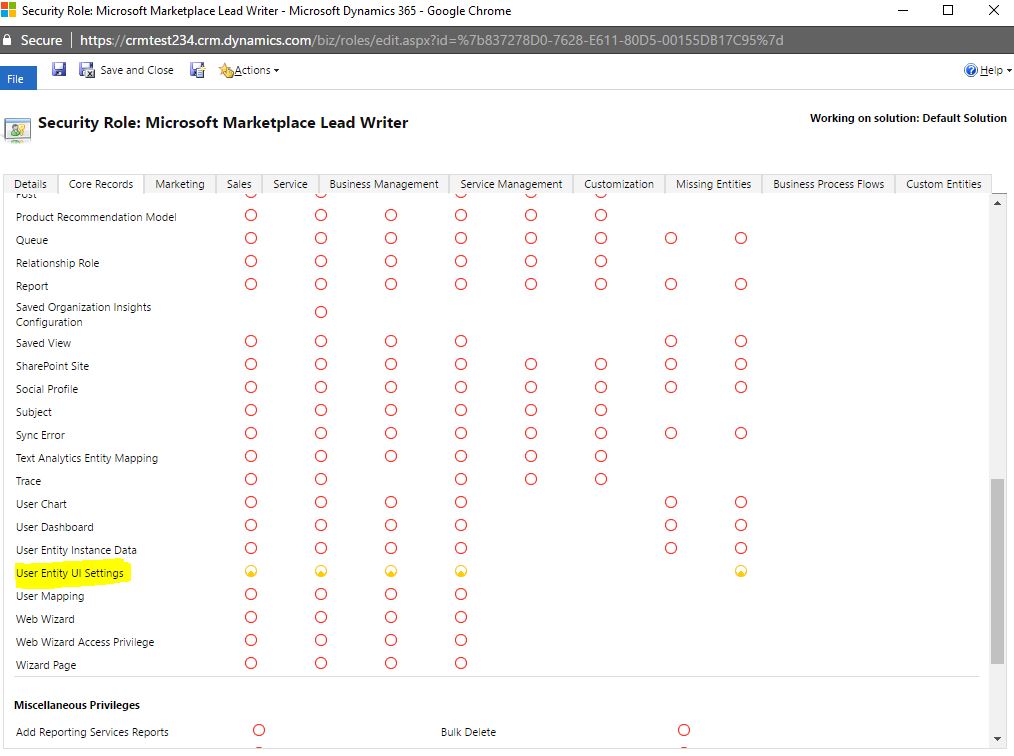 Security Role: Microsoft Marketplace Lead Writer - Microsoft Dynamics 365 - Google Chrome
Secure | https://crmtest234.crm.dynamics.com/biz/roles/edit.aspx?id=%7b837278D0-7628-E611-80D5-00155DB17C95%7d
File Save and Close Actions Help
Security Role: Microsoft Marketplace Lead Writer Working on solution: Default Solution
Details Core Records Marketing Sales Service Business Management Service Management Customization Missing Entities Business Process Flows Custom Entities
Post
Product Recommendation Model
Queue
Relationship Role
Report
Saved Organization Insights
Configuration
Saved View
SharePoint Site
Social Profile
Subject
Sync Error
Text Analytics Entity Mapping
Trace
User Chart
User Dashboard
User Entity Instance Data
User Entity UI Settings
User Mapping
Web Wizard
Web Wizard Access Privilege
Wizard Page
Miscellaneous Privileges
Add Reporting Services Reports Bulk Delete